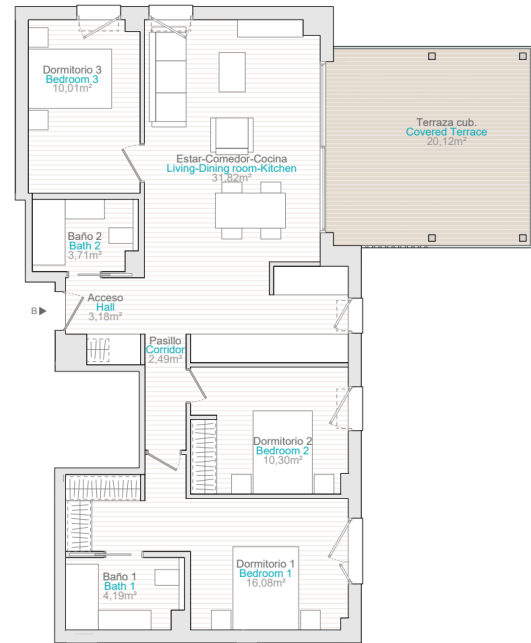 Dormitorio 3
Bedroom 3
10,01m²
Terraza cub.
Covered Terrace
20,12m²
Estar-Comedor-Cocina
Living-Dining room-Kitchen
31,82m²
Baño 2
Bath 2
3,71m²
Acceso
Hall
3,18m²
B
Pasillo
Corridor
2,49m²
Dormitorio 2
Bedroom 2
10,30m²
Dormitorio 1
Bedroom 1
16,08m²
Baño 1
Bath 1
4,19m²